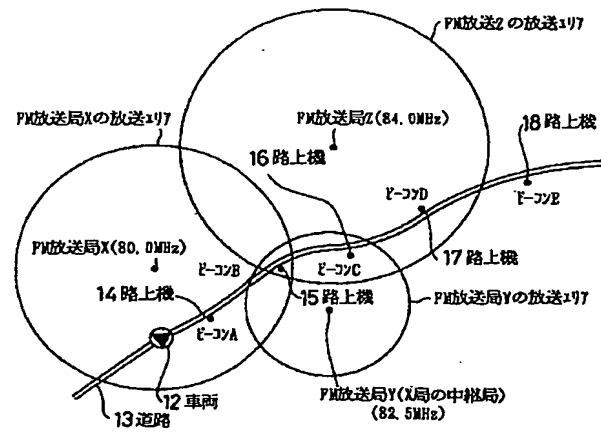 FM放送Zの放送ェリア
FM放送局Xの放送ェリア
FM放送局Z(84.0MHz)
18路上機
16路上機
ビーコンD
ビーコンE
FM放送局X(80.0MHz)
ビーコンB
ビーコンC
17路上機
14路上機
15路上機
FM放送局Yの放送ェリア
ビーコンA
12車両
13道路
FM放送局Y(X局の中継局)
(82.5MHz)